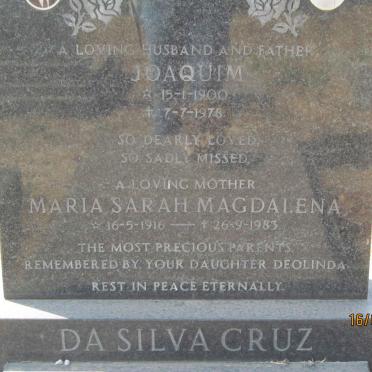 A LOVING HUSBAND AND FATHER
JOAQUIM
☆ 15-1-1900
† 7-7-1978
SO DEARLY LOVED,
SO SADLY MISSED,
A LOVING MOTHER
MARIA SARAH MAGDALENA
☆ 16-5-1916 — † 26-9-1983
THE MOST PRECIOUS PARENTS,
REMEMBERED BY YOUR DAUGHTER DEOLINDA
REST IN PEACE ETERNALLY.
DA SILVA CRUZ
16/